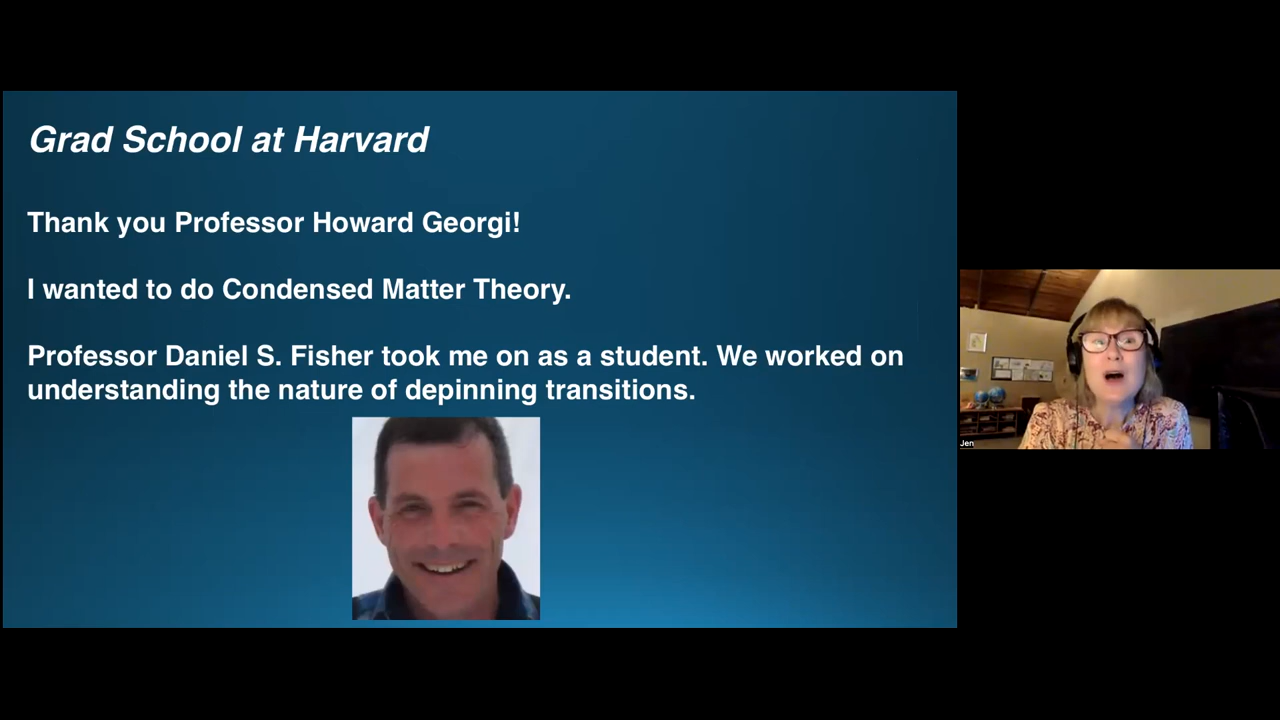 Grad School at Harvard
Thank you Professor Howard Georgi!
I wanted to do Condensed Matter Theory.
Professor Daniel S. Fisher took me on as a student. We worked on
understanding the nature of depinning transitions.
Jen